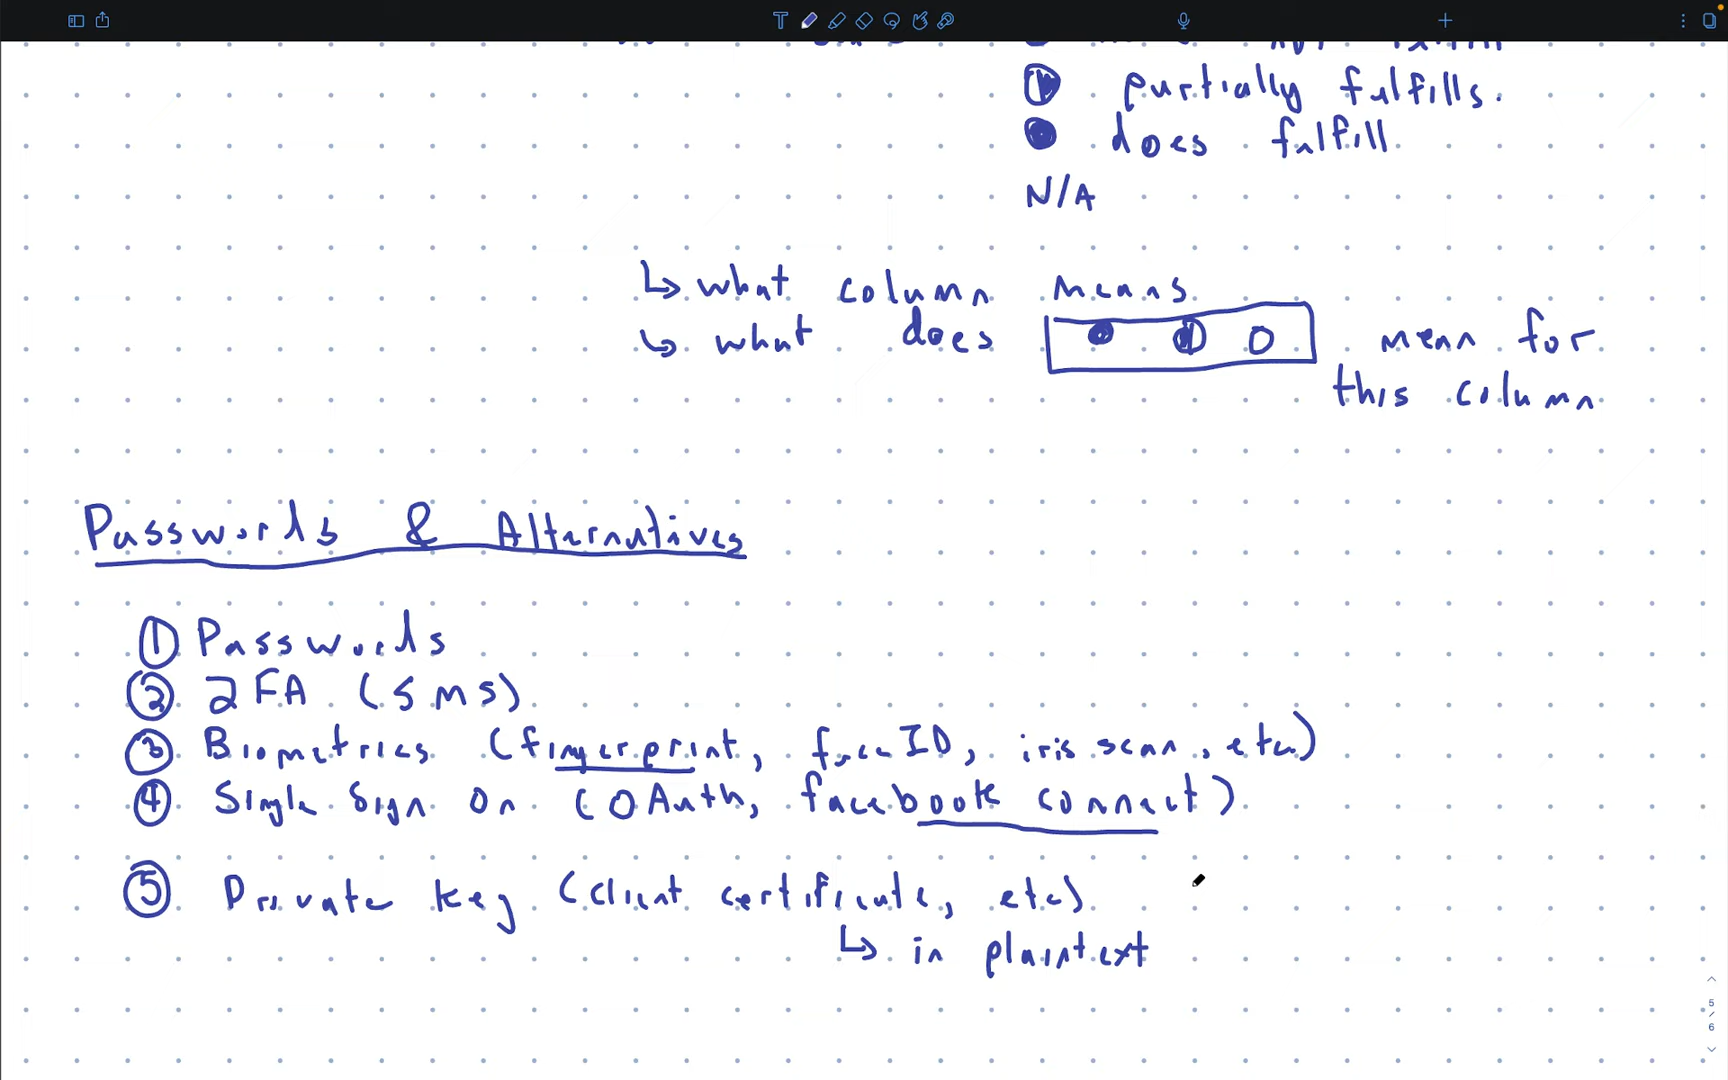 partially fulfills.
does fulfill
N/A
↳ what column means
↳ what does ● ◐ ○ mean for
this column
Passwords & Alternatives
① Passwords
② 2FA (SMS)
③ Biometrics (fingerprint, faceID, iris scan, etc)
④ Single Sign On (OAuth, facebook connect)
⑤ Private key (client certificate, etc)
↳ in plaintext
5
/
6